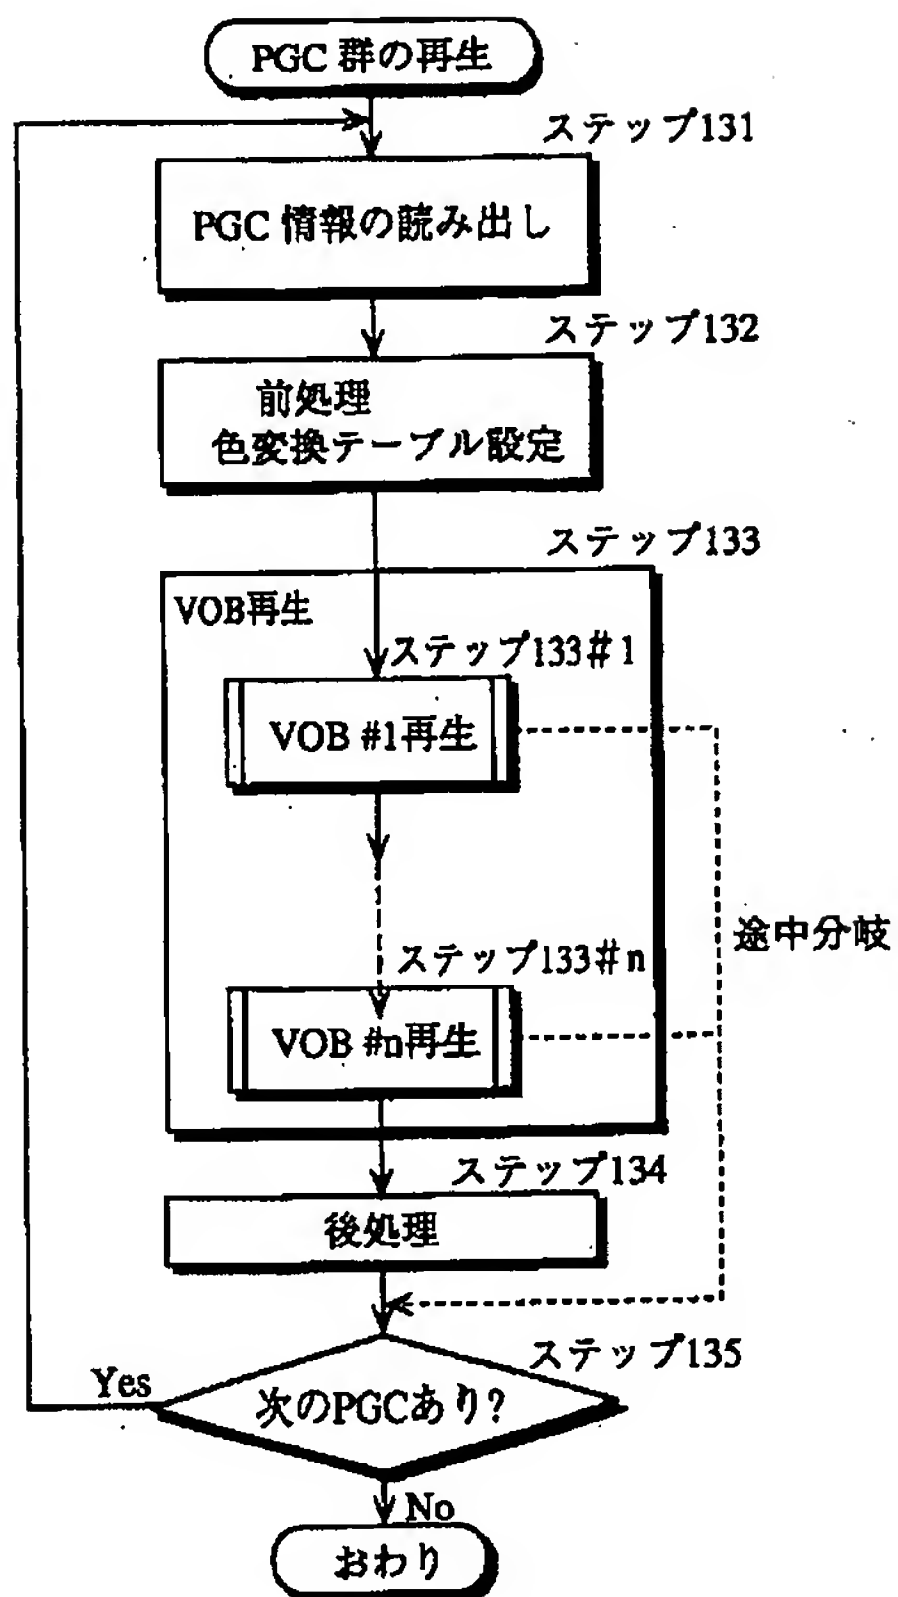 PGC 群の再生
ステップ131
PGC 情報の読み出し
ステップ132
前処理
色変換テーブル設定
ステップ133
VOB再生
ステップ133#1
VOB #1再生
途中分岐
ステップ133#n
VOB #n再生
ステップ134
後処理
ステップ135
Yes
次のPGCあり?
No
おわり